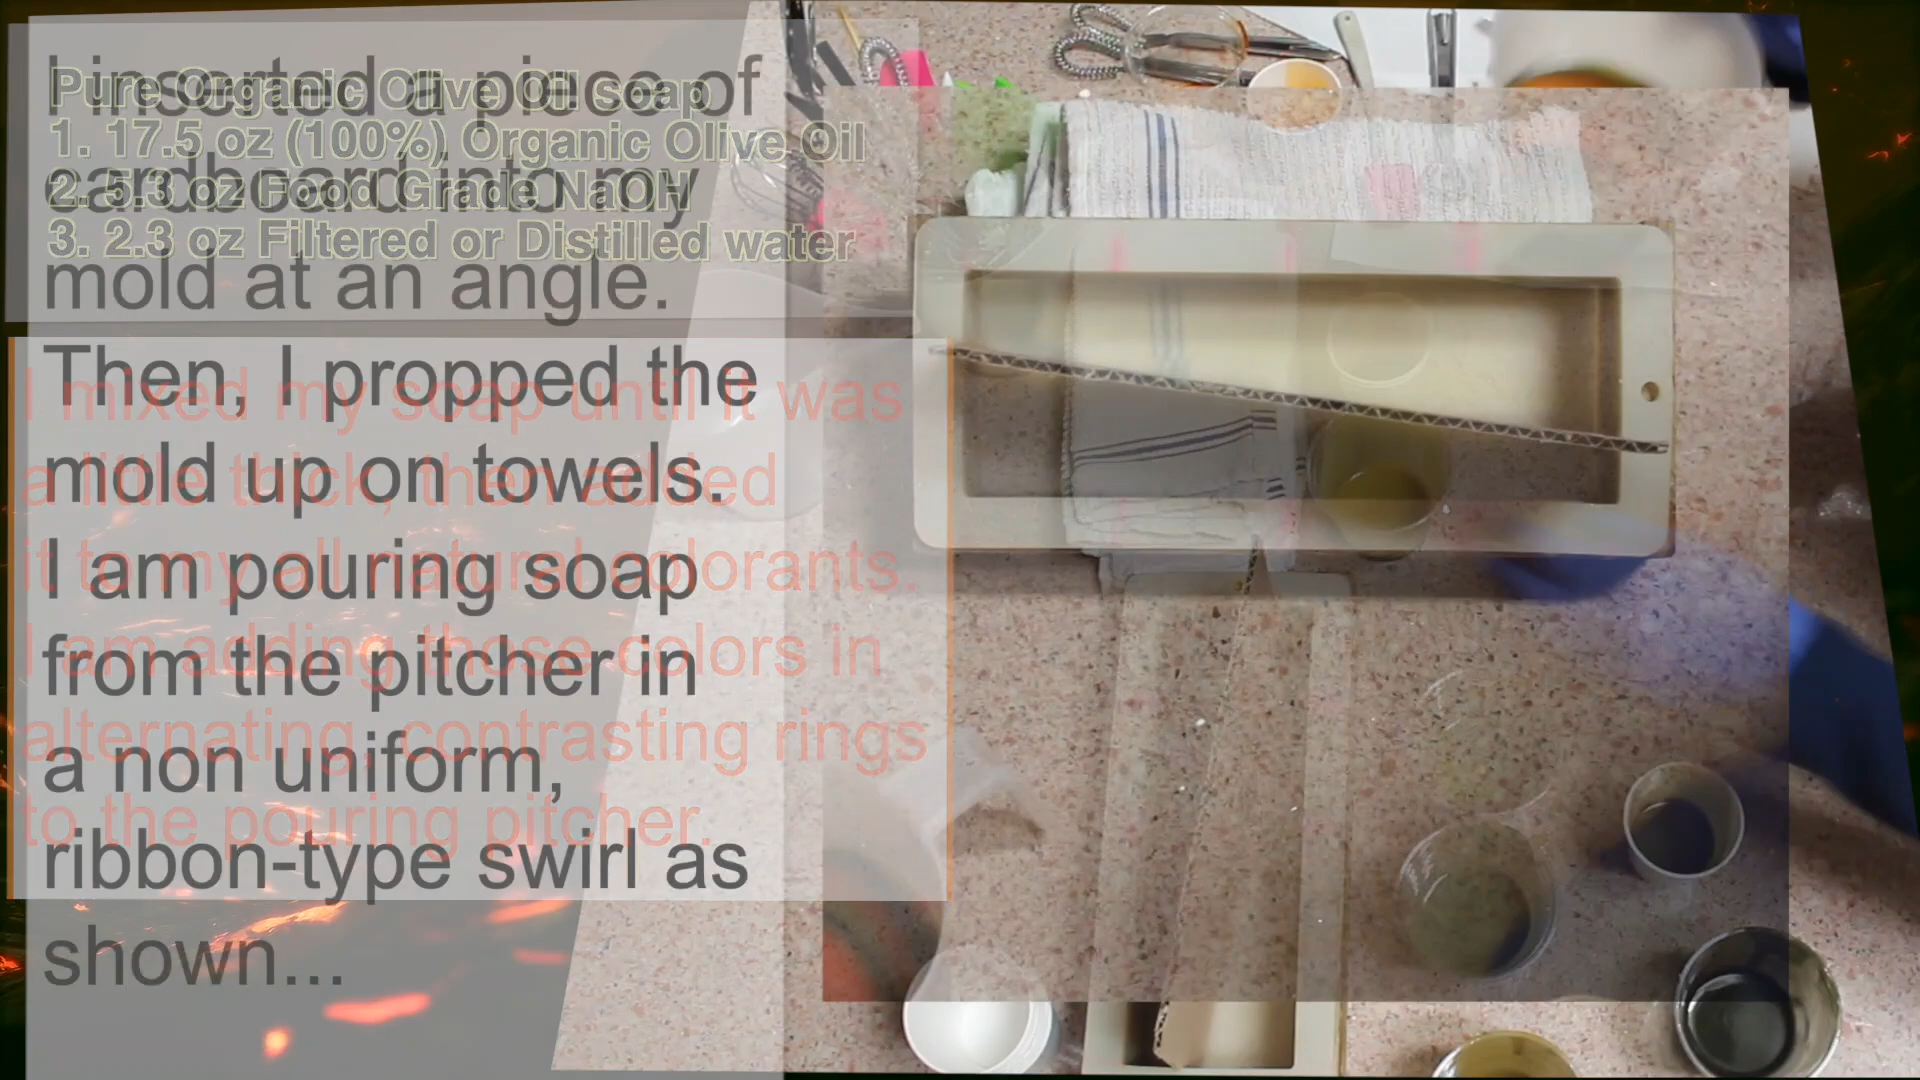 Pure Organic Olive Oil soap
1. 17.5 oz (100%) Organic Olive Oil
2. 5.3 oz Food Grade NaOH
3. 2.3 oz Filtered or Distilled water
I inserted a piece of
cardboard into my
mold at an angle.
Then, I propped the
mold up on towels.
I am pouring soap
from the pitcher in
a non uniform,
ribbon-type swirl as
shown...
I mixed my soap until it was
a little thick, then added
it to my all natural colorants.
I am adding those colors in
alternating, contrasting rings
to the pouring pitcher.